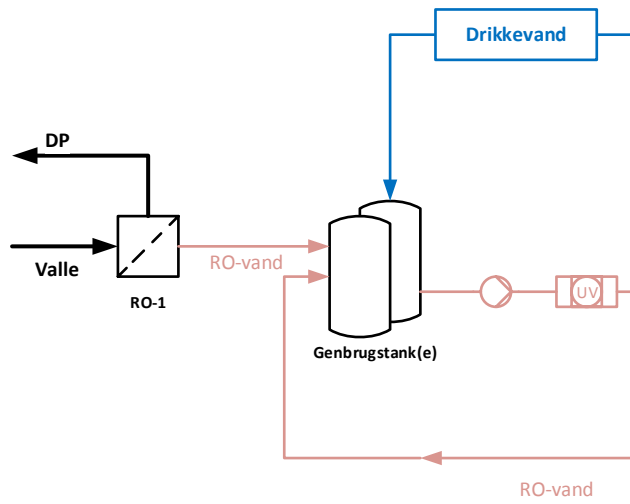 Drikkevand
DP
Valle
RO-1
RO-vand
Genbrugstank(e)
UV
RO-vand